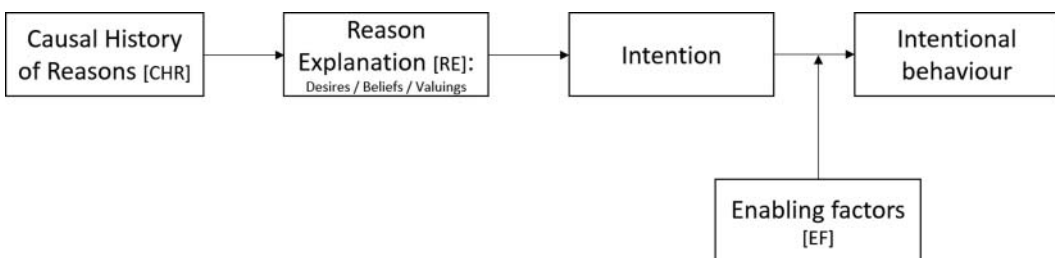 Causal History
of Reasons [CHR]
Reason
Explanation [RE]:
Desires / Beliefs / Valuings
Intention
Intentional
behaviour
Enabling factors
[EF]